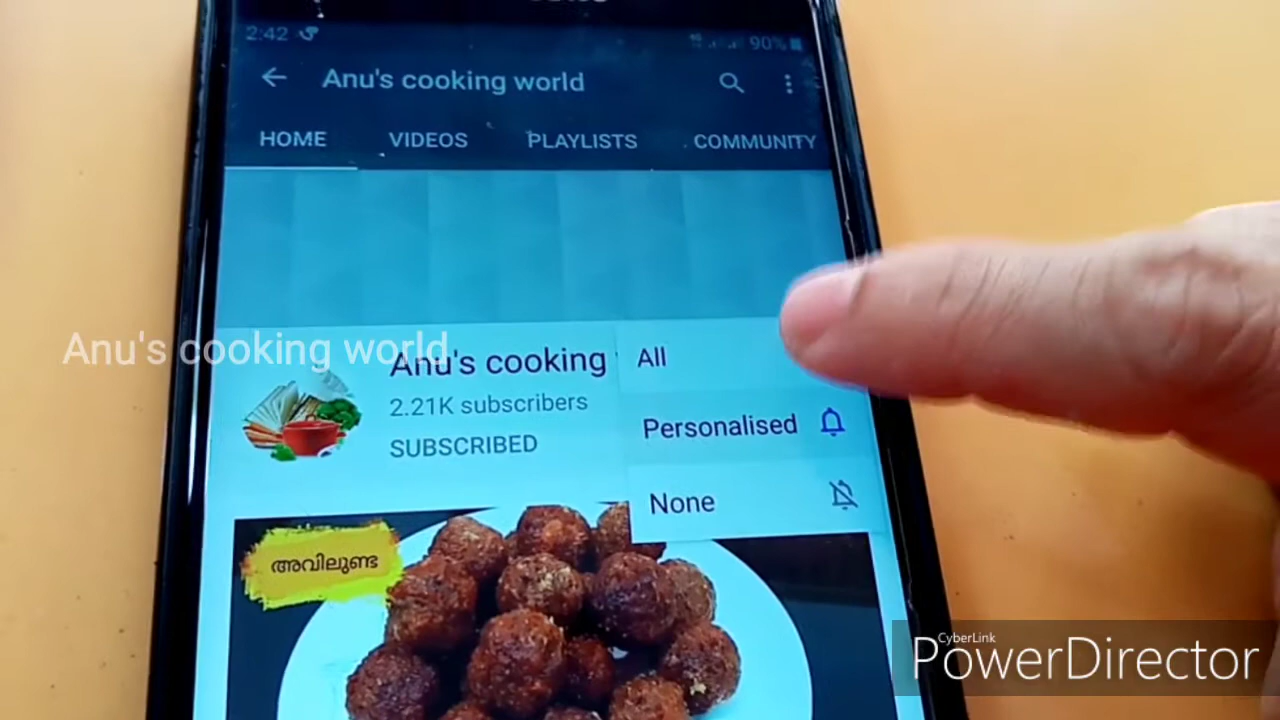 2:42
90%
Anu's cooking world
HOME VIDEOS PLAYLISTS COMMUNITY
Anu's cooking world
Anu's cooking
2.21K subscribers
SUBSCRIBED
All
Personalised
None
അവിലുണ്ട
CyberLink
PowerDirector